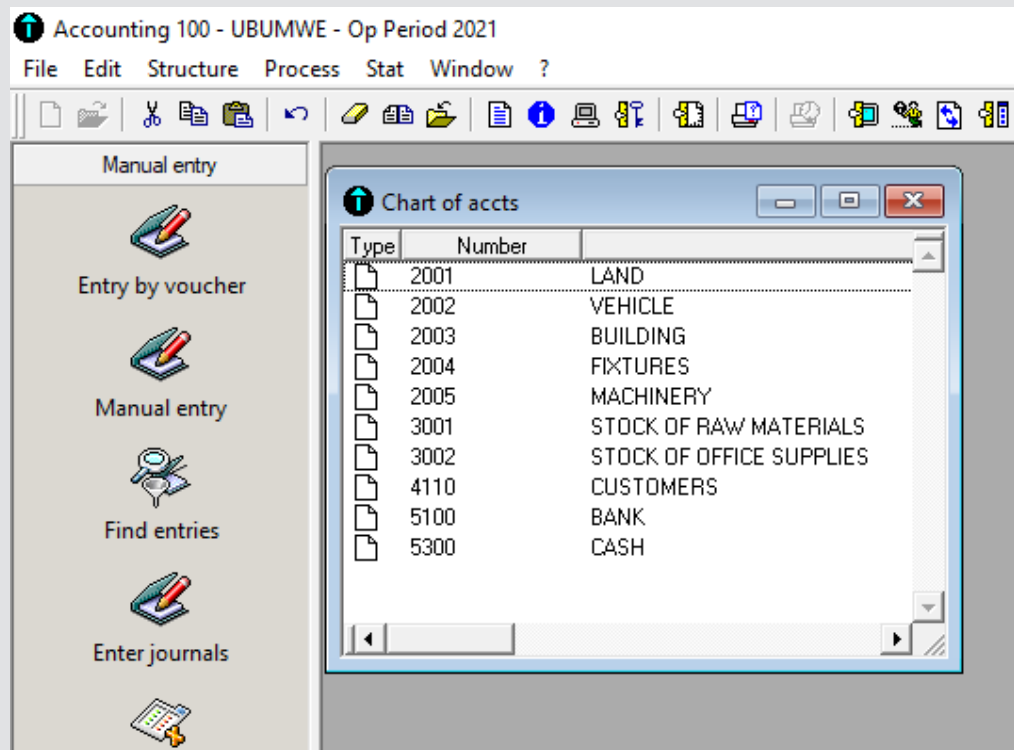 Accounting 100 - UBUMWE - Op Period 2021
File Edit Structure Process Stat Window ?
Manual entry
Entry by voucher
Manual entry
Find entries
Enter journals
Chart of accts
Type Number
2001 LAND
2002 VEHICLE
2003 BUILDING
2004 FIXTURES
2005 MACHINERY
3001 STOCK OF RAW MATERIALS
3002 STOCK OF OFFICE SUPPLIES
4110 CUSTOMERS
5100 BANK
5300 CASH